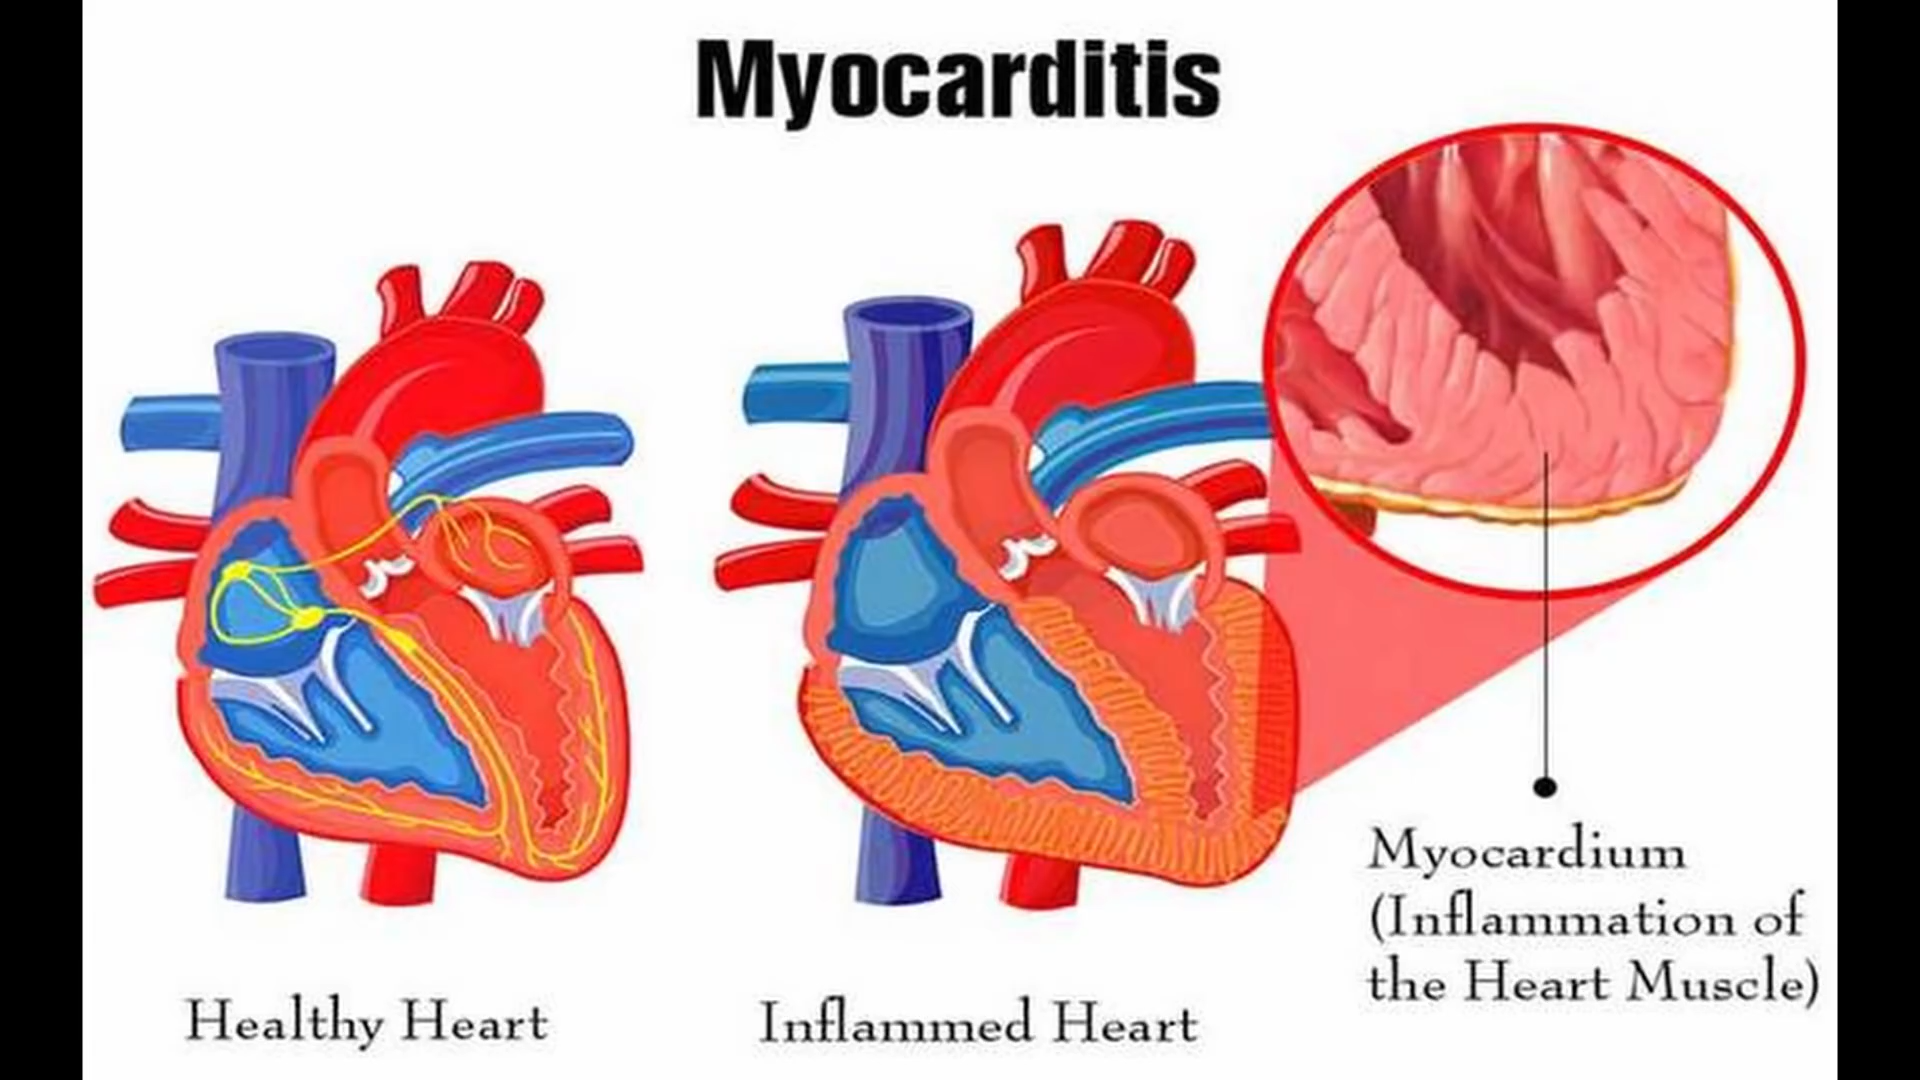 Myocarditis
Healthy Heart
Inflammed Heart
Myocardium
(Inflammation of
the Heart Muscle)